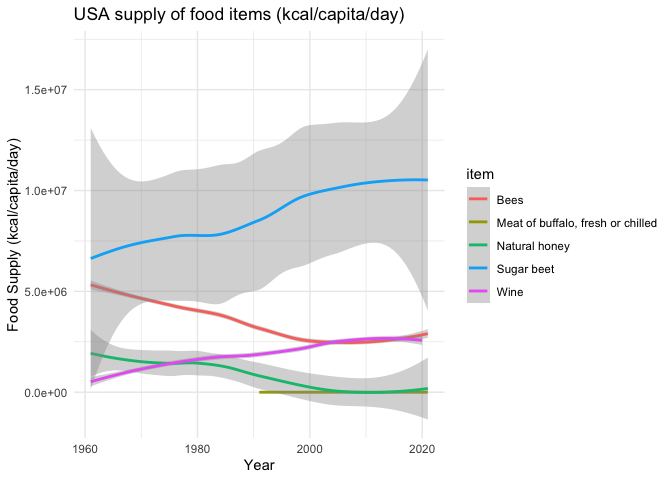 USA supply of food items (kcal/capita/day)
Food Supply (kcal/capita/day)
1.5e+07
1.0e+07
5.0e+06
0.0e+00
1960 1980 2000 2020
Year
item
Bees
Meat of buffalo, fresh or chilled
Natural honey
Sugar beet
Wine